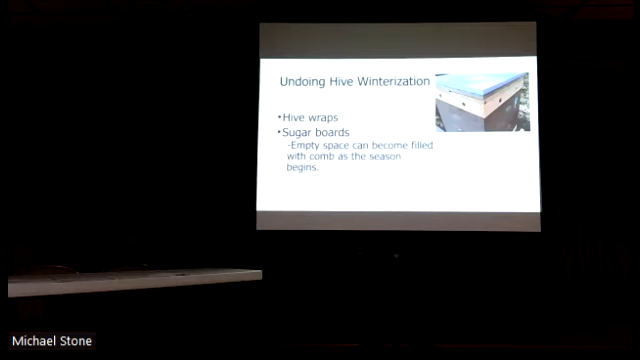 Undoing Hive Winterization
•Hive wraps
•Sugar boards
-Empty space can become filled
with comb as the season
begins.
Michael Stone